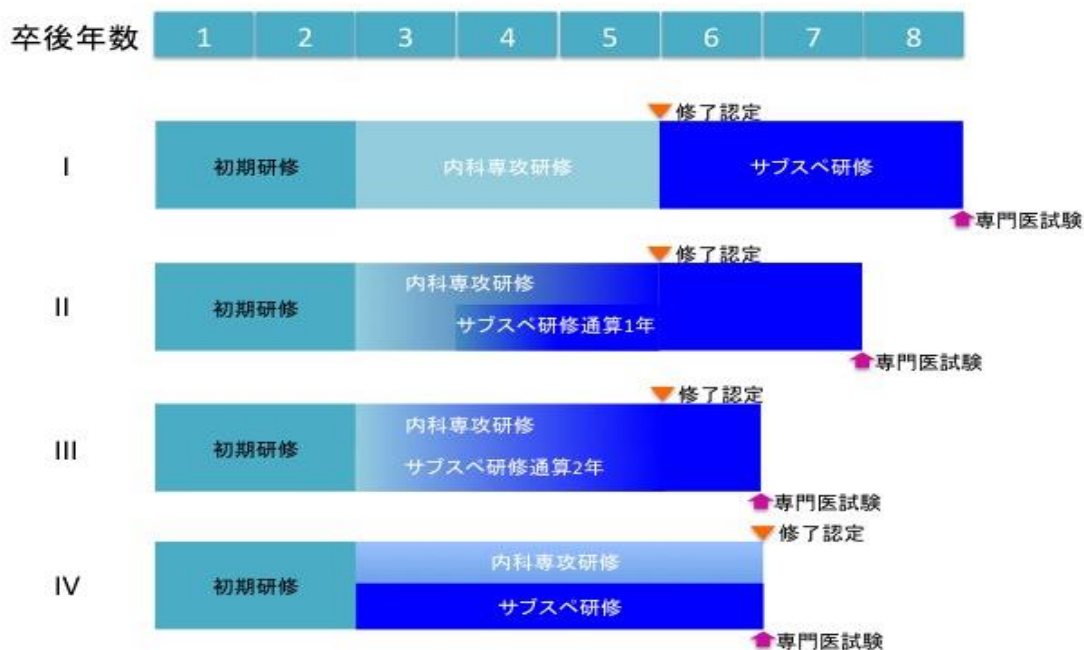 卒後年数 1 2 3 4 5 6 7 8
修了認定
I 初期研修 内科専攻研修 サブスペ研修
専門医試験
修了認定
内科専攻研修
II 初期研修
サブスペ研修通算1年
専門医試験
修了認定
内科専攻研修
III 初期研修
サブスペ研修通算2年
専門医試験
修了認定
内科専攻研修
IV 初期研修
サブスペ研修
専門医試験